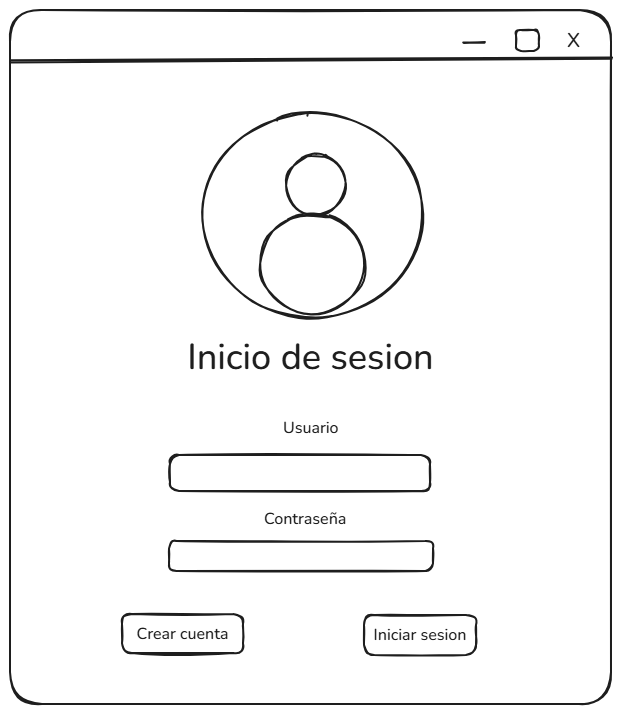 X
Inicio de sesion
Usuario
Contraseña
Crear cuenta
Iniciar sesion